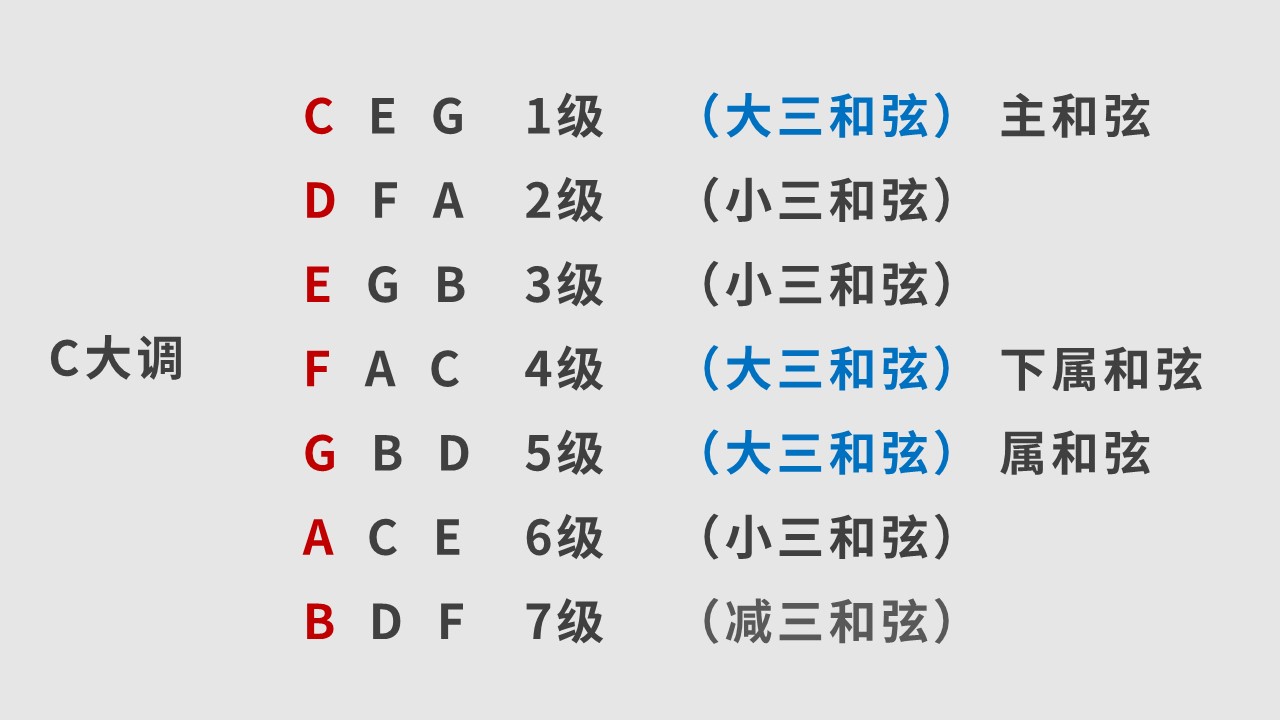 C E G 1级 （大三和弦） 主和弦
D F A 2级 （小三和弦）
E G B 3级 （小三和弦）
C大调
F A C 4级 （大三和弦） 下属和弦
G B D 5级 （大三和弦） 属和弦
A C E 6级 （小三和弦）
B D F 7级 （减三和弦）